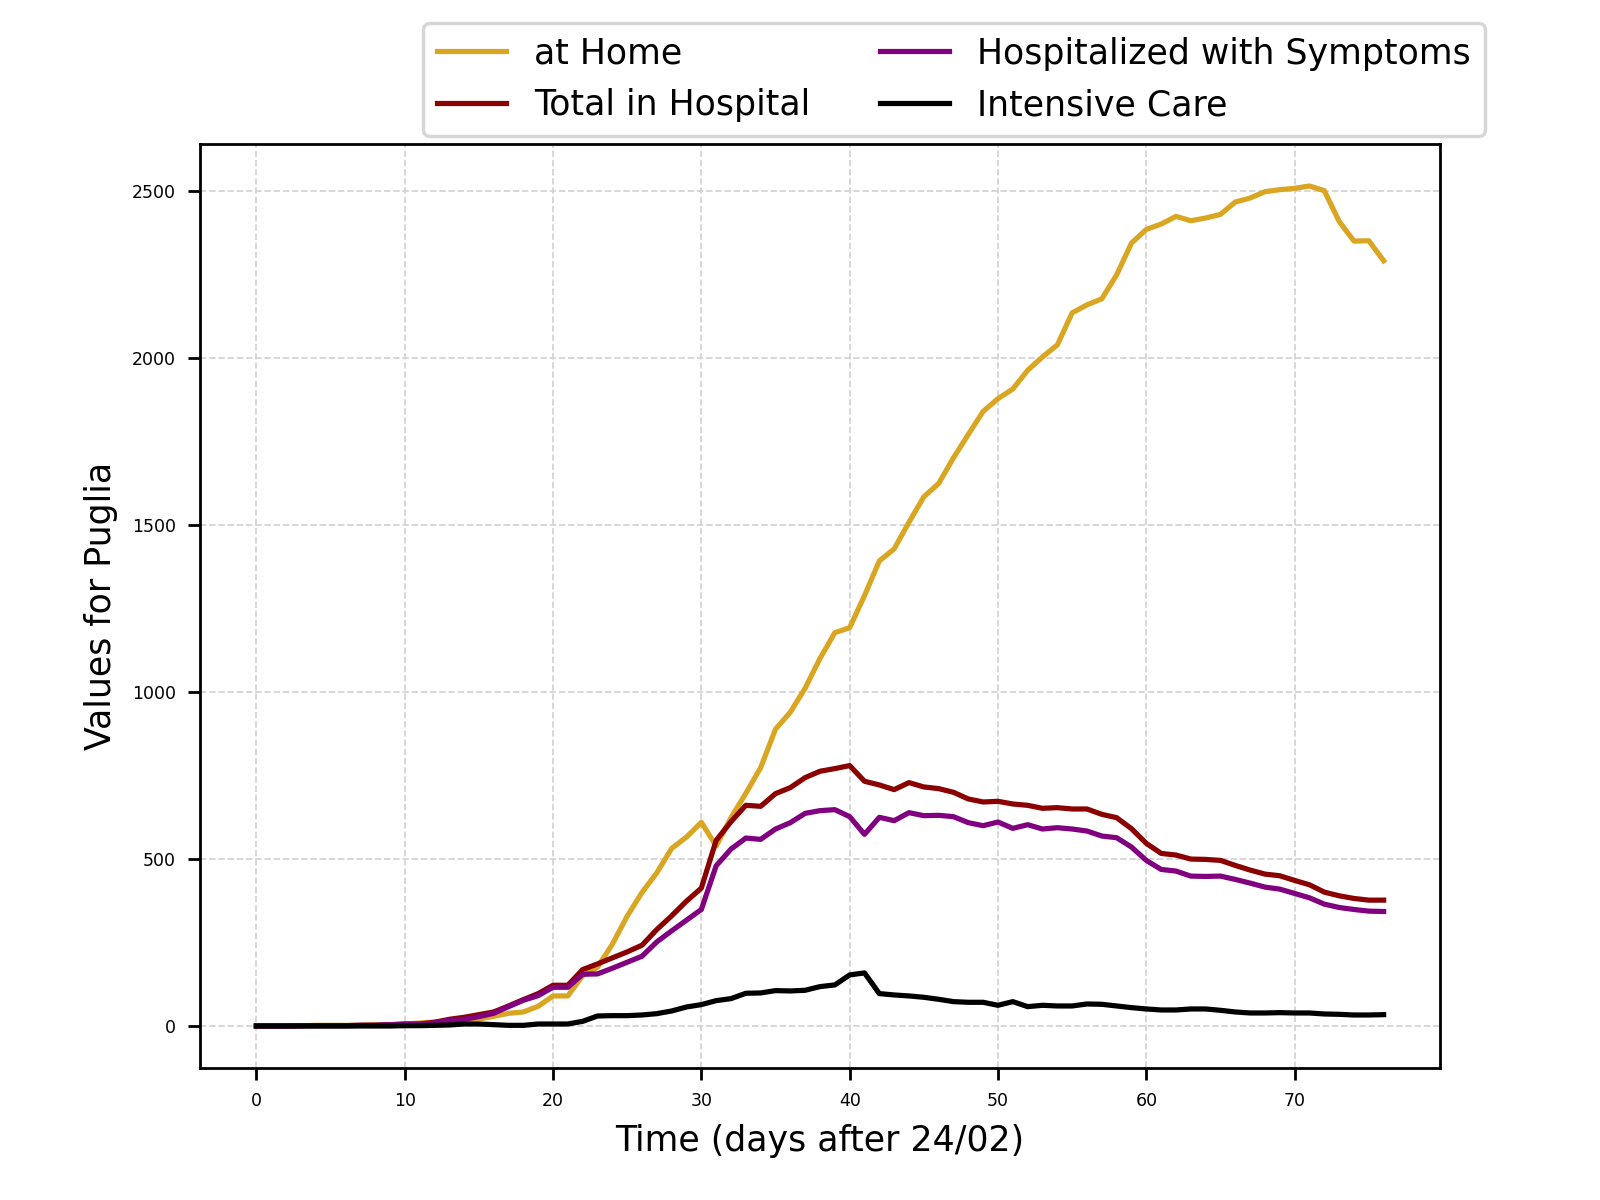 at Home
Total in Hospital
Hospitalized with Symptoms
Intensive Care
Values for Puglia
2500
2000
1500
1000
500
0
0 10 20 30 40 50 60 70
Time (days after 24/02)